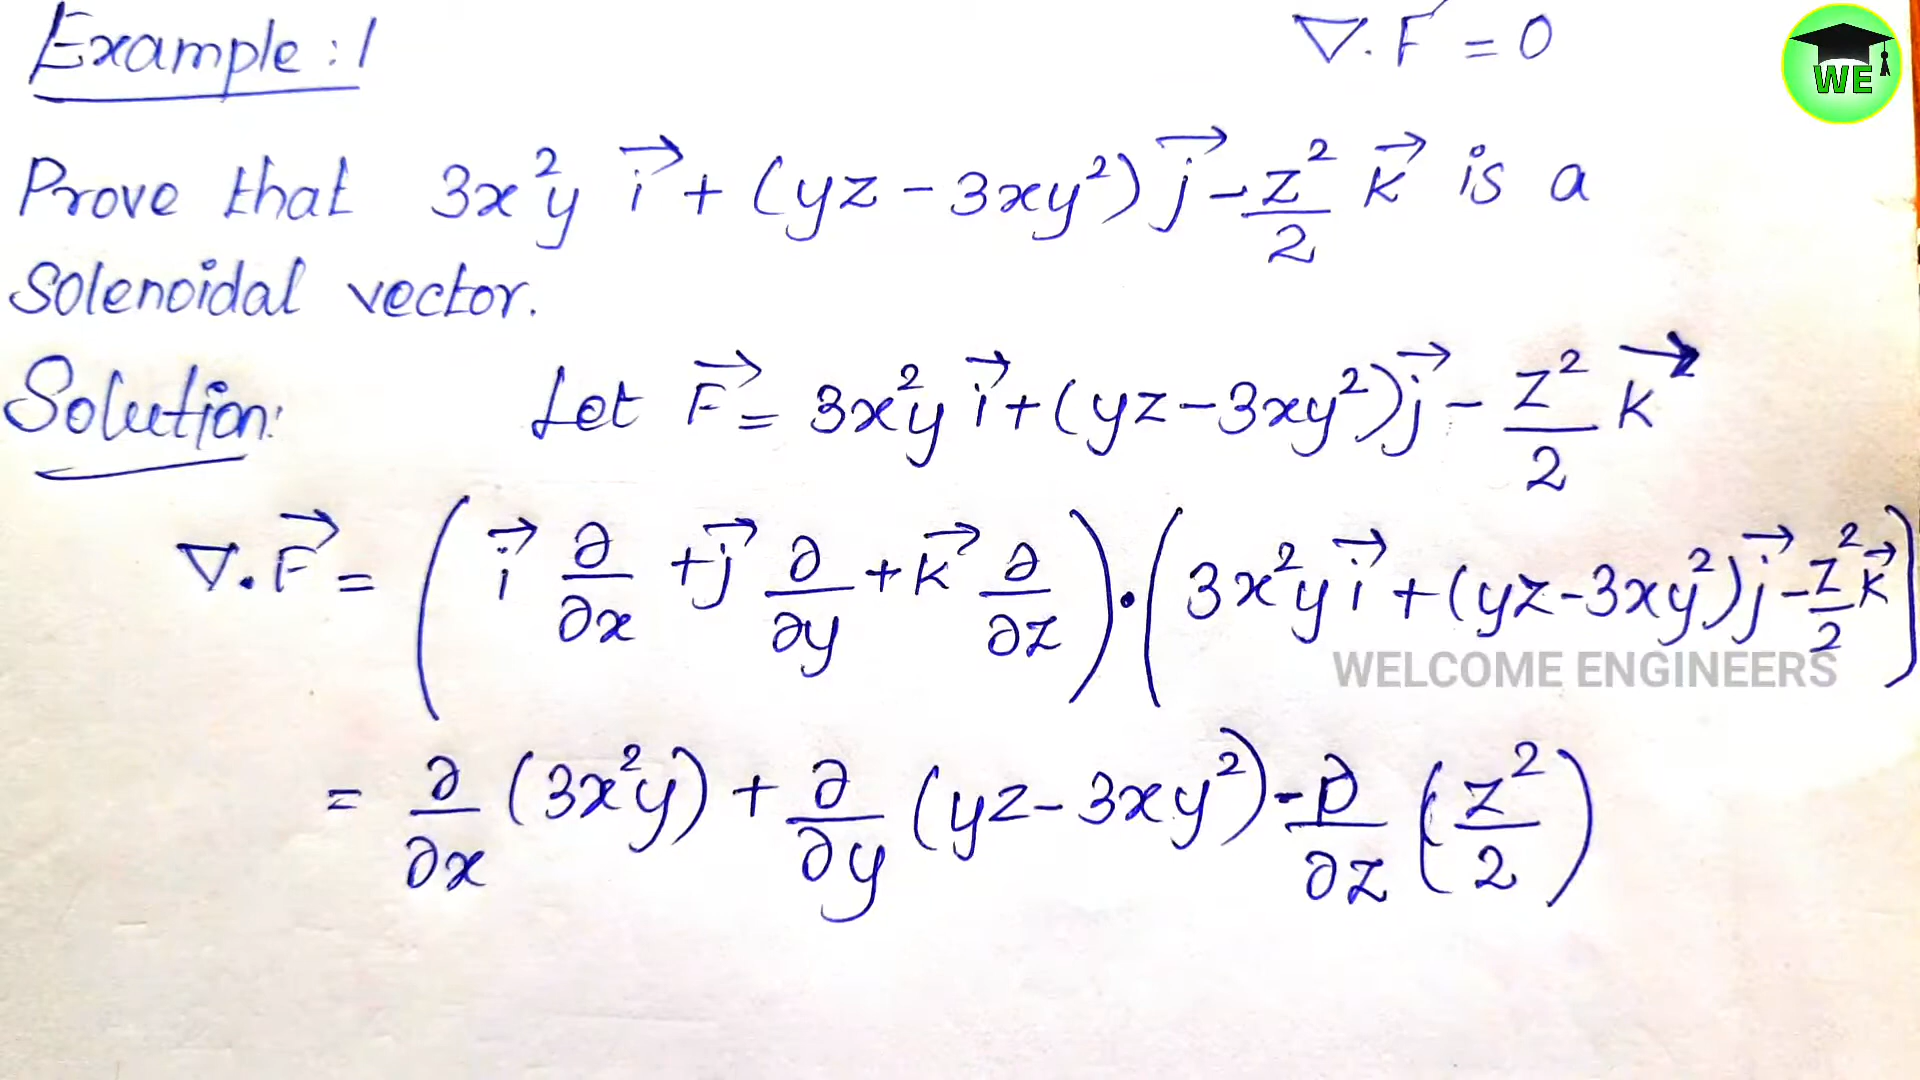 Example: 1
∇. F = 0
WE
Prove that 3x²y i⃗ + (yz - 3xy²) j⃗ - z²/2 k⃗ is a
Solenoidal vector.
Solution: Let F⃗ = 3x²y i⃗ + (yz - 3xy²) j⃗ - z²/2 k⃗
∇. F⃗ = ( i⃗ ∂/∂x + j⃗ ∂/∂y + k⃗ ∂/∂z ) . ( 3x²y i⃗ + (yz - 3xy²) j⃗ - z²/2 k⃗ )
WELCOME ENGINEERS
= ∂/∂x (3x²y) + ∂/∂y (yz - 3xy²) - ∂/∂z (z²/2)